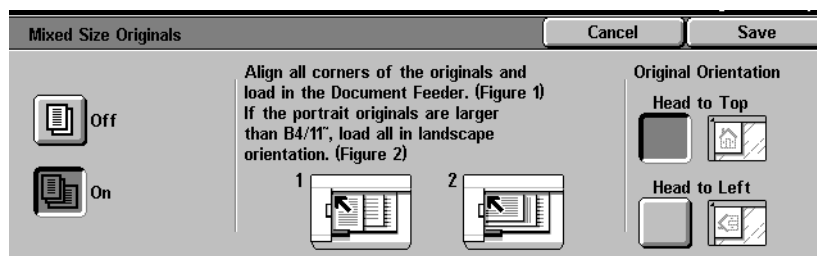 Mixed Size Originals
Cancel
Save
Off
On
Align all corners of the originals and
load in the Document Feeder. (Figure 1)
If the portrait originals are larger
than B4/11″, load all in landscape
orientation. (Figure 2)
1
2
Original Orientation
Head to Top
Head to Left